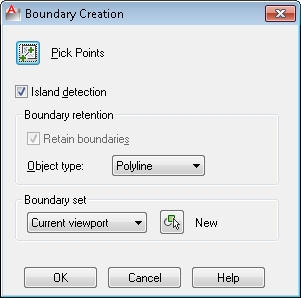 Boundary Creation
Pick Points
Island detection
Boundary retention
Retain boundaries
Object type: Polyline
Boundary set
Current viewport New
OK Cancel Help